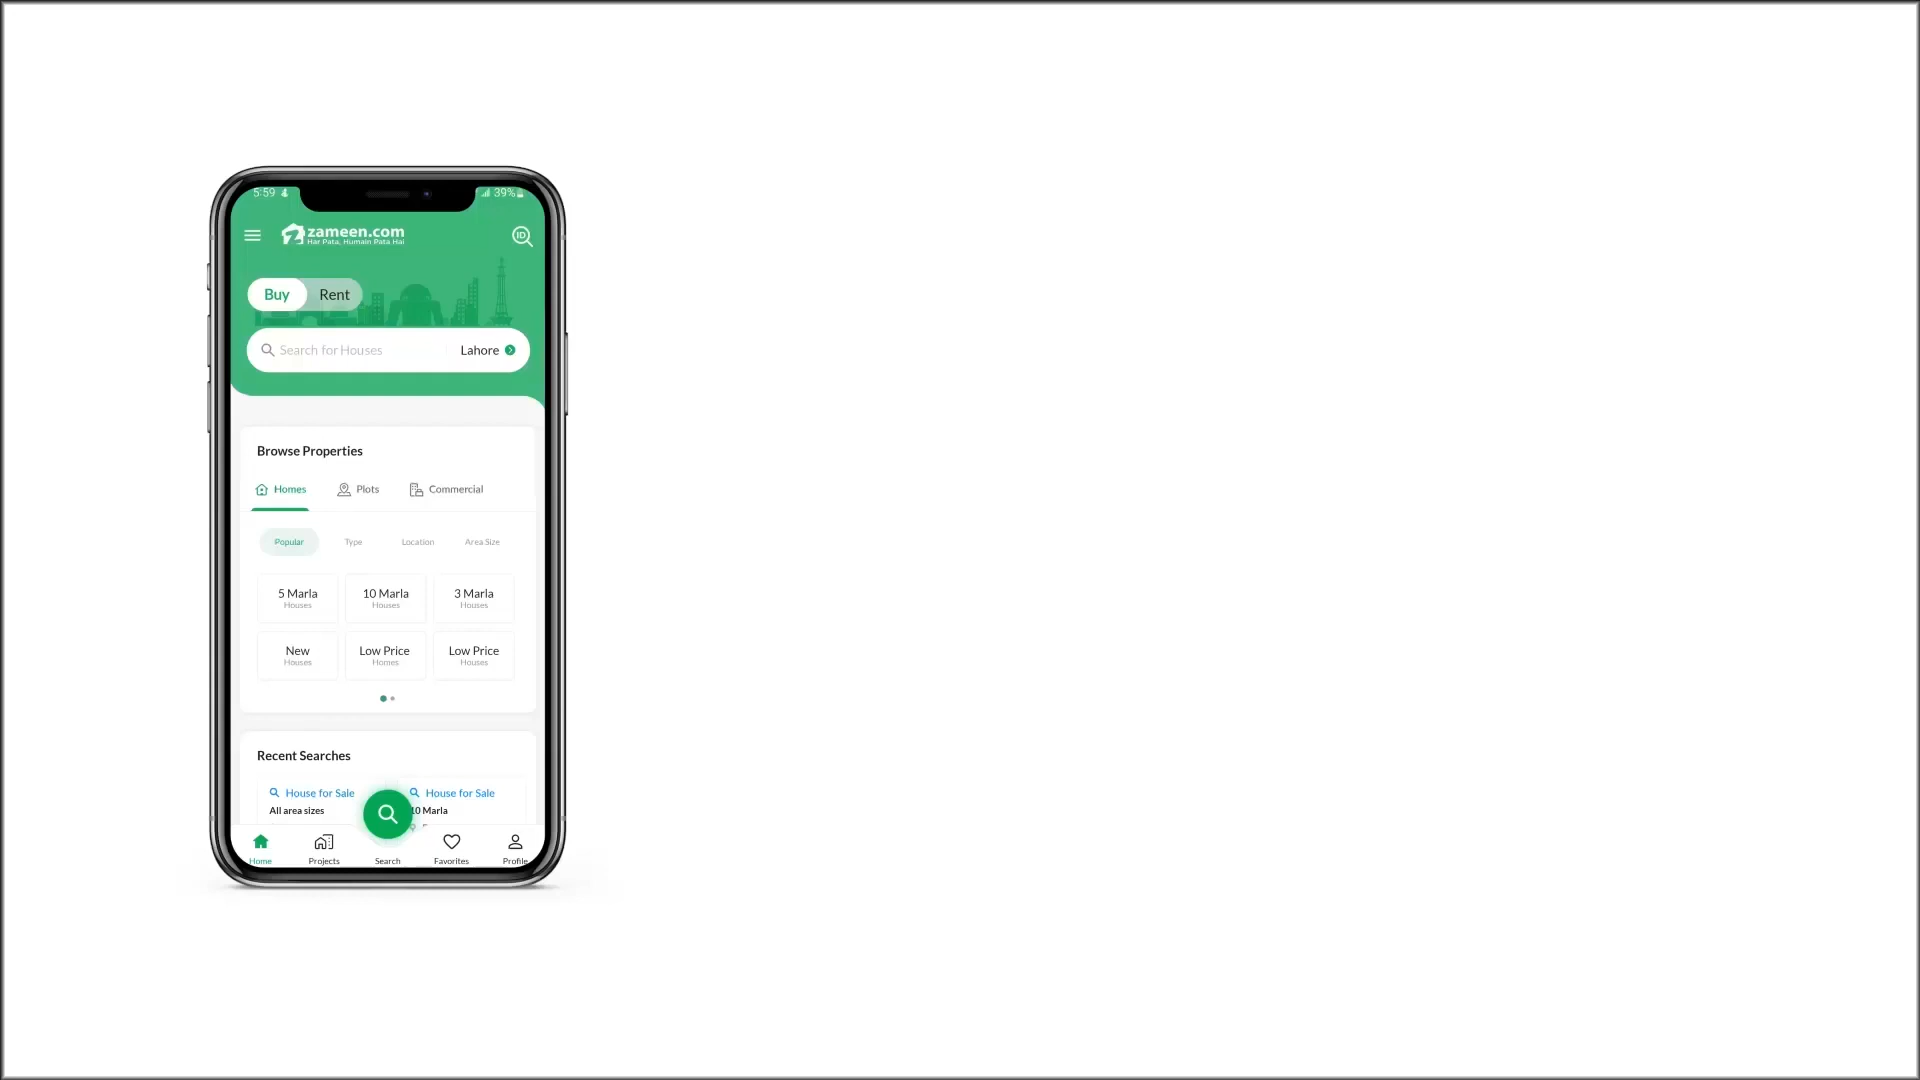 5:59 39%
zameen.com
Har Pata, Humain Pata Hai
ID
Buy Rent
Search for Houses Lahore
Browse Properties
Homes Plots Commercial
Popular Type Location Area Size
5 Marla 10 Marla 3 Marla
Houses Houses Houses
New Low Price Low Price
Houses Homes Houses
Recent Searches
House for Sale House for Sale
All area sizes 10 Marla
Home Projects Search Favorites Profile